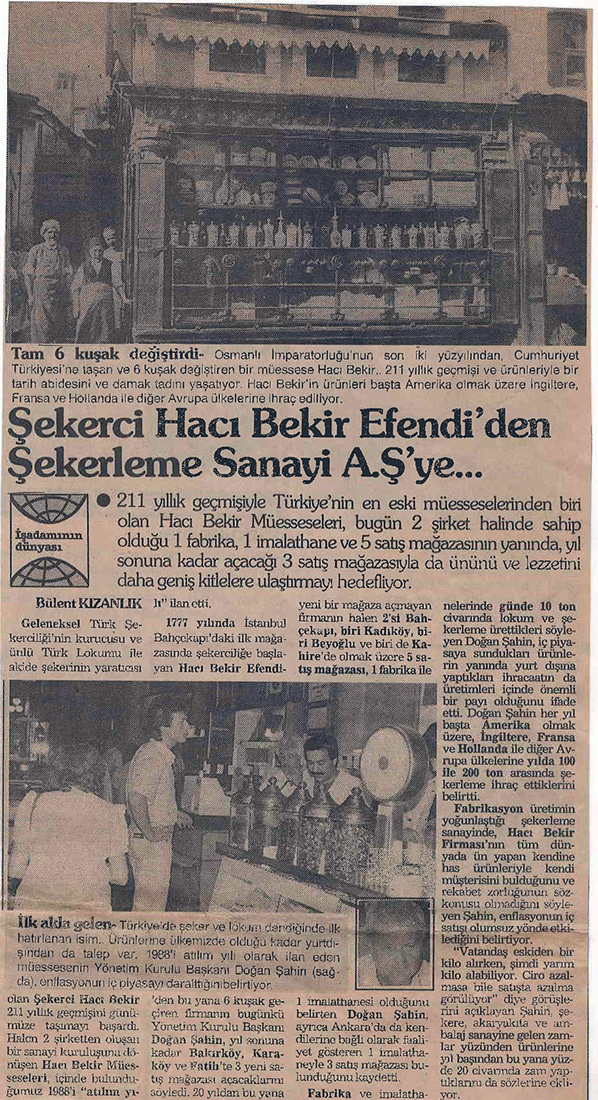 Tam 6 kuşak değiştirdi- Osmanlı İmparatorluğu'nun son iki yüzyılından, Cumhuriyet
Türkiyesi'ne taşan ve 6 kuşak değiştiren bir müessese Hacı Bekir.. 211 yıllık geçmişi ve ürünleriyle bir
tarih abidesini ve damak tadını yaşatıyor. Hacı Bekir'in ürünleri başta Amerika olmak üzere İngiltere,
Fransa ve Hollanda ile diğer Avrupa ülkelerine ihraç ediliyor.
Şekerci Hacı Bekir Efendi'den
Şekerleme Sanayi A.Ş'ye...
İşadamının
dünyası
● 211 yıllık geçmişiyle Türkiye'nin en eski müesseselerinden biri
olan Hacı Bekir Müesseseleri, bugün 2 şirket halinde sahip
olduğu 1 fabrika, 1 imalathane ve 5 satış mağazasının yanında, yıl
sonuna kadar açacağı 3 satış mağazasıyla da ününü ve lezzetini
daha geniş kitlelere ulaştırmayı hedefliyor.
Bülent KIZANLIK
Geleneksel Türk Şe-
kerciliği'nin kurucusu ve
ünlü Türk Lokumu ile
akide şekerinin yaratıcısı
olan Şekerci Hacı Bekir
211 yıllık geçmişini günü-
müze taşımayı başardı.
Halen 2 şirketten oluşan
bir sanayi kuruluşuna dö-
nüşen Hacı Bekir Mües-
seseleri, içinde bulundu-
ğumuz 1988'i "atılım yı-
lı" ilan etti.
1777 yılında İstanbul
Bahçekapı'daki ilk mağa-
zasında şekerciliğe başla-
yan Hacı Bekir Efendi-
'den bu yana 6 kuşak ge-
çiren firmanın bugünkü
Yönetim Kurulu Başkanı
Doğan Şahin, yıl sonuna
kadar Bakırköy, Kara-
köy ve Fatih'te 3 yeni sa-
tış mağazası açacaklarını
söyledi. 20 yıldan bu yana
yeni bir mağaza açmayan
firmanın halen 2'si Bah-
çekapı, biri Kadıköy, bi-
ri Beyoğlu ve biri de Ka-
hire'de olmak üzere 5 sa-
tış mağazası, 1 fabrika ile
1 imalathanesi olduğunu
belirten Doğan Şahin,
ayrıca Ankara'da da ken-
dilerine bağlı olarak faali-
yet gösteren 1 imalatha-
neyle 3 satış mağazası bu-
lunduğunu kaydetti.
Fabrika ve imalatha-
nelerinde günde 10 ton
civarında lokum ve şe-
kerleme ürettikleri söyle-
yen Doğan Şahin, iç piya-
saya sundukları ürünle-
rin yanında yurt dışına
yaptıkları ihracaatın da
üretimleri içinde önemli
bir payı olduğunu ifade
etti. Doğan Şahin her yıl
başta Amerika olmak
üzere, İngiltere, Fransa
ve Hollanda ile diğer Av-
rupa ülkelerine yılda 100
ile 200 ton arasında şe-
kerleme ihraç ettiklerini
belirtti.
Fabrikasyon üretimin
yoğunlaştığı şekerleme
sanayinde, Hacı Bekir
Firması'nın tüm dün-
yada ün yapan kendine
has ürünleriyle kendi
müşterisini bulduğunu ve
rekabet zorluğunun söz-
konusu olmadığını söyle-
yen Şahin, enflasyonun iç
satışı olumsuz yönde etki-
lediğini belirtiyor.
"Vatandaş eskiden bir
kilo alırken, şimdi yarım
kilo alabiliyor. Ciro azal-
masa bile satışta azalma
görülüyor" diye görüşle-
rini açıklayan Şahin, şe-
kere, akaryakıta ve am-
balaj sanayine gelen zam-
lar yüzünden ürünlerine
yıl başından bu yana yüz-
de 20 civarında zam yap-
tıklarını da sözlerine ekli-
yor.
İlk akla gelen- Türkiye'de şeker ve lokum dendiğinde ilk
hatırlanan isim. Ürünlerine ülkemizde olduğu kadar yurtdı-
şından da talep var. 1988'i atılım yılı olarak ilan eden
müessesenin Yönetim Kurulu Başkanı Doğan Şahin (sağ-
da), enflasyonun iç piyasayı daralttığını belirtiyor.